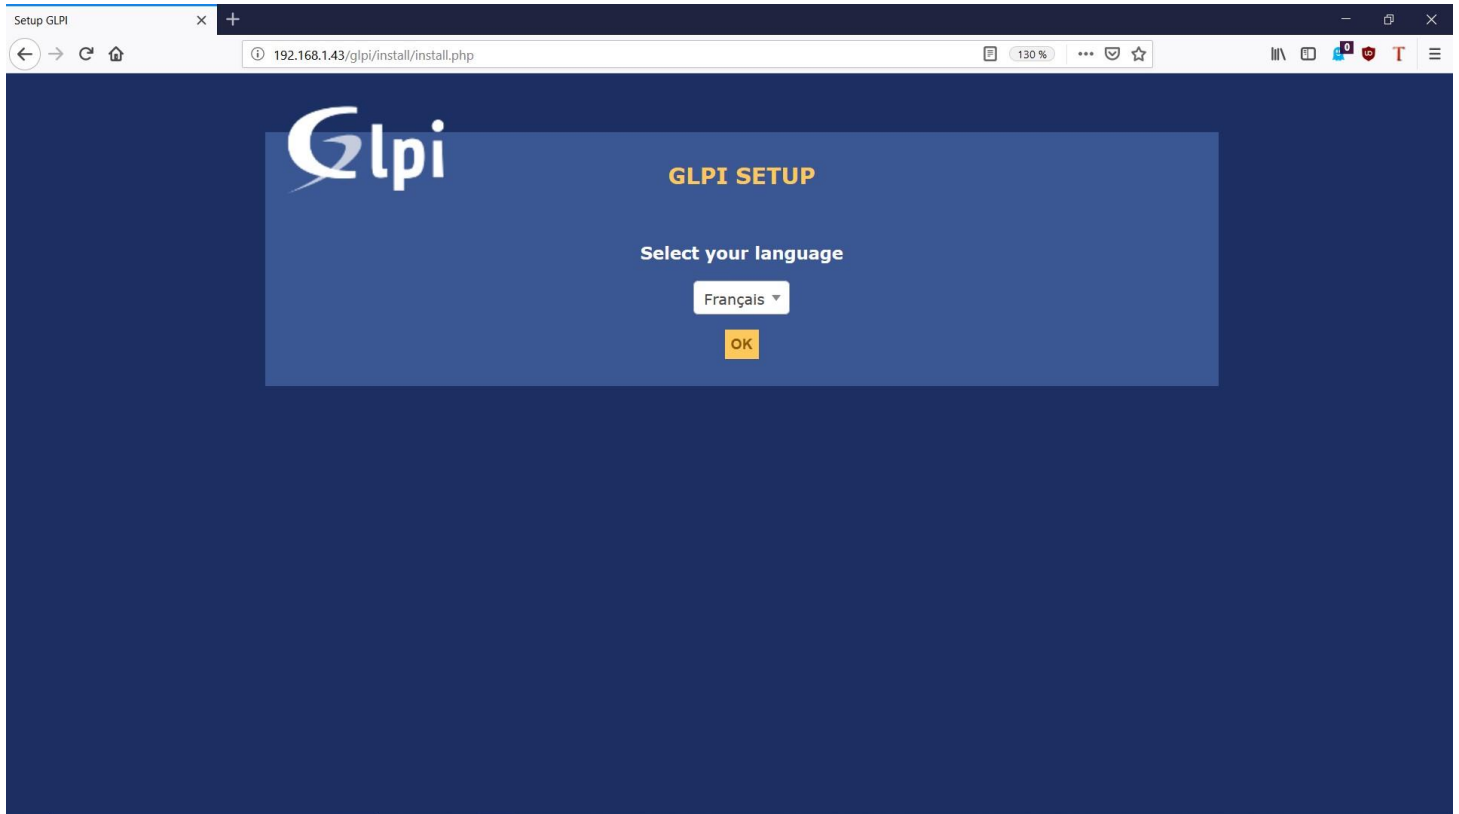 Setup GLPI
192.168.1.43/glpi/install/install.php
130 %
0
T
Glpi
GLPI SETUP
Select your language
Français
OK